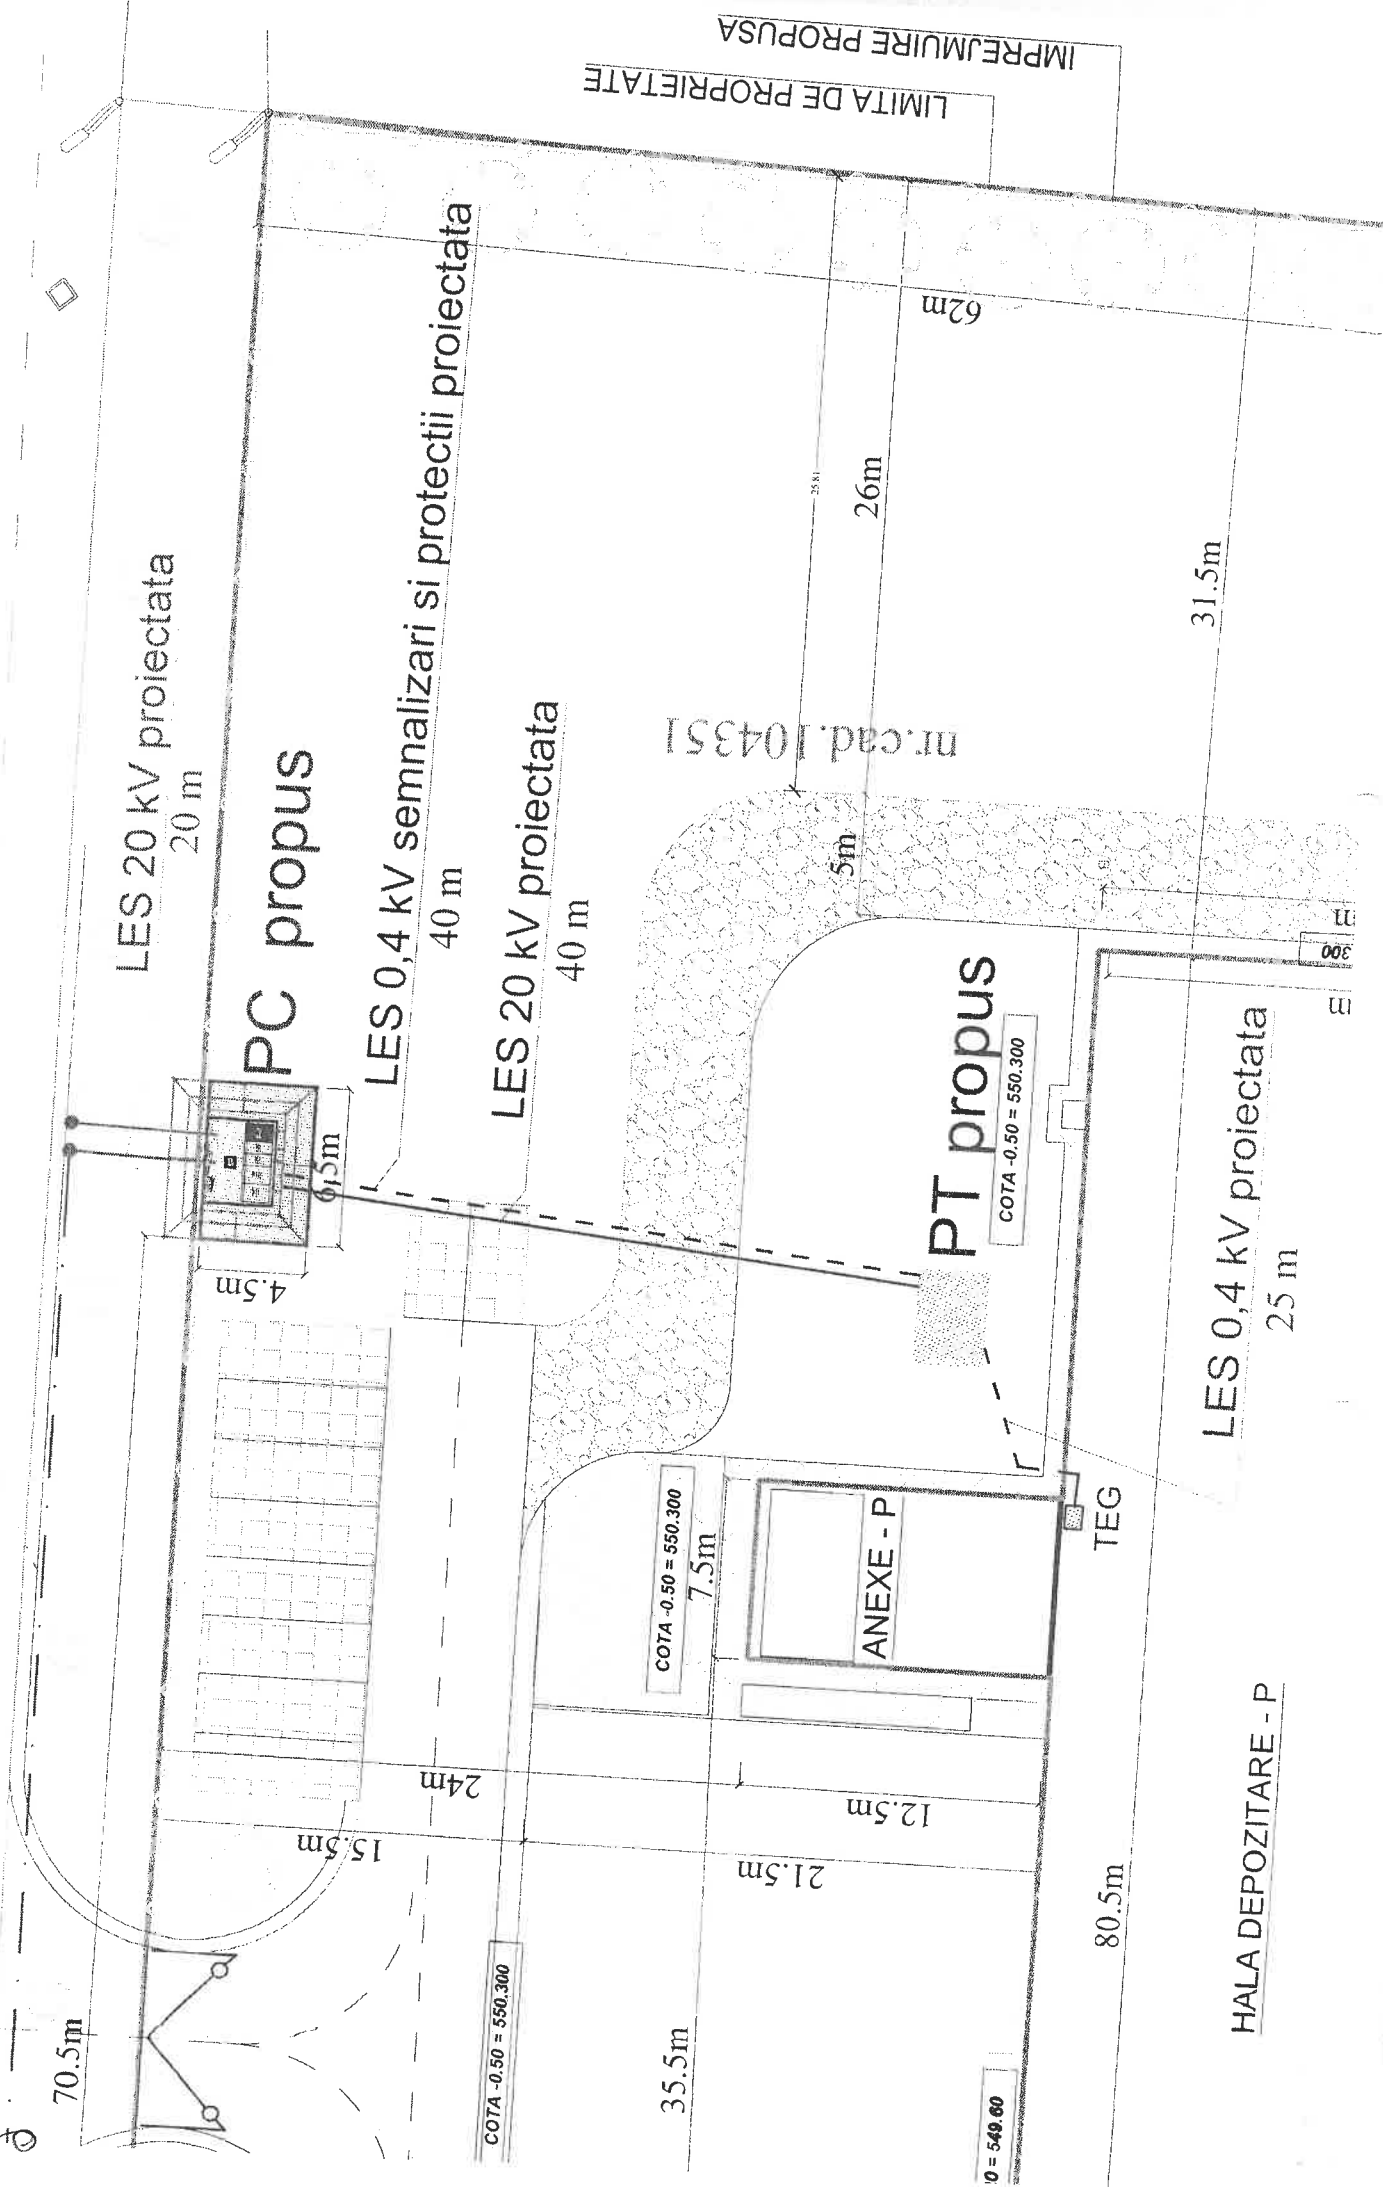 IMPREJMUIRE PROPUSA
LIMITA DE PROPRIETATE
LES 20 kV proiectata
20 m
PC propus
LES 0,4 kV semnalizari si protectii proiectata
40 m
LES 20 kV proiectata
40 m
62m
25.81
26m
31.5m
nr.cad.104351
5m
6,5m
4.5m
PT propus
COTA -0.50 = 550.300
300
m
m
LES 0,4 kV proiectata
25 m
TEG
COTA -0.50 = 550.300
7.5m
ANEXE - P
24m
15.5m
12.5m
21.5m
70.5m
COTA -0.50 = 550.300
35.5m
80.5m
0 = 549.60
HALA DEPOZITARE - P